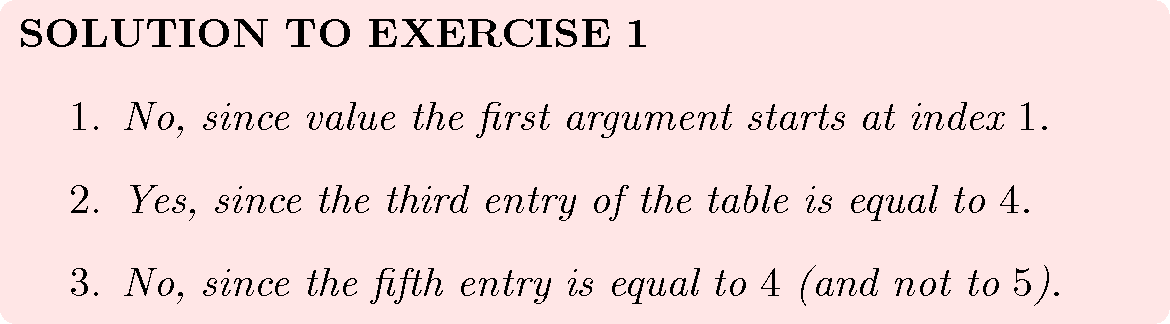 SOLUTION TO EXERCISE 1
1. No, since value the first argument starts at index 1.
2. Yes, since the third entry of the table is equal to 4.
3. No, since the fifth entry is equal to 4 (and not to 5).